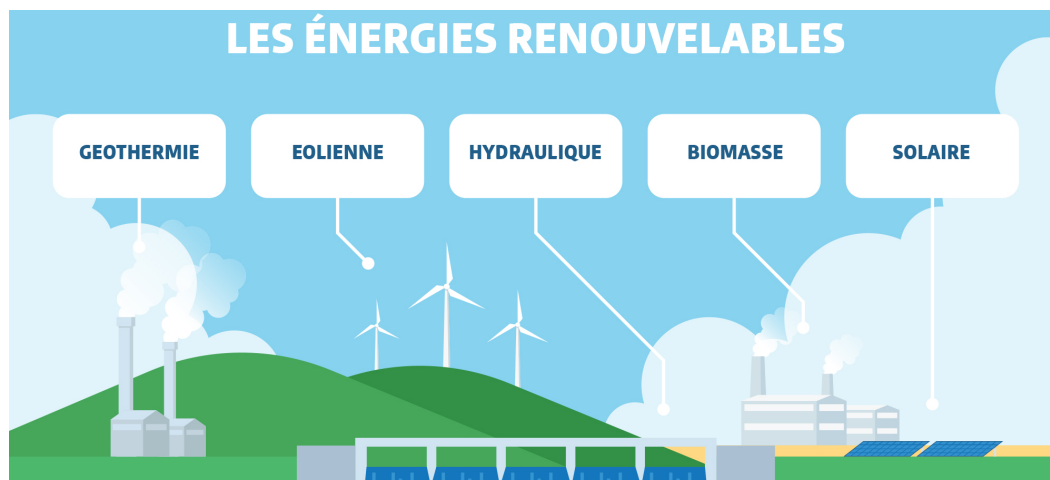 LES ÉNERGIES RENOUVELABLES
GEOTHERMIE
EOLIENNE
HYDRAULIQUE
BIOMASSE
SOLAIRE